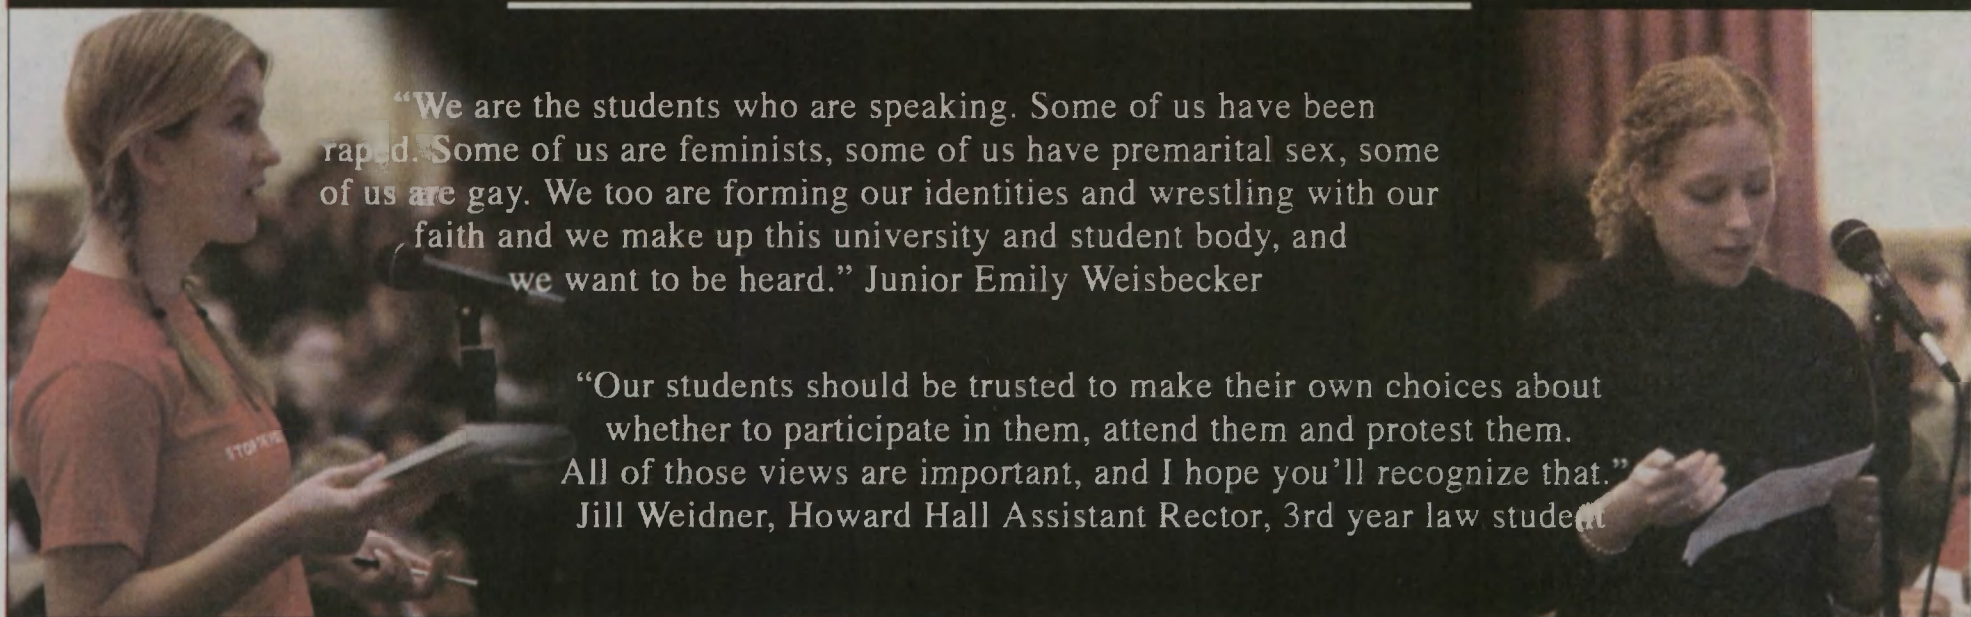 “We are the students who are speaking. Some of us have been
raped. Some of us are feminists, some of us have premarital sex, some
of us are gay. We too are forming our identities and wrestling with our
faith and we make up this university and student body, and
we want to be heard.” Junior Emily Weisbecker
“Our students should be trusted to make their own choices about
whether to participate in them, attend them and protest them.
All of those views are important, and I hope you’ll recognize that.”
Jill Weidner, Howard Hall Assistant Rector, 3rd year law student
STOP